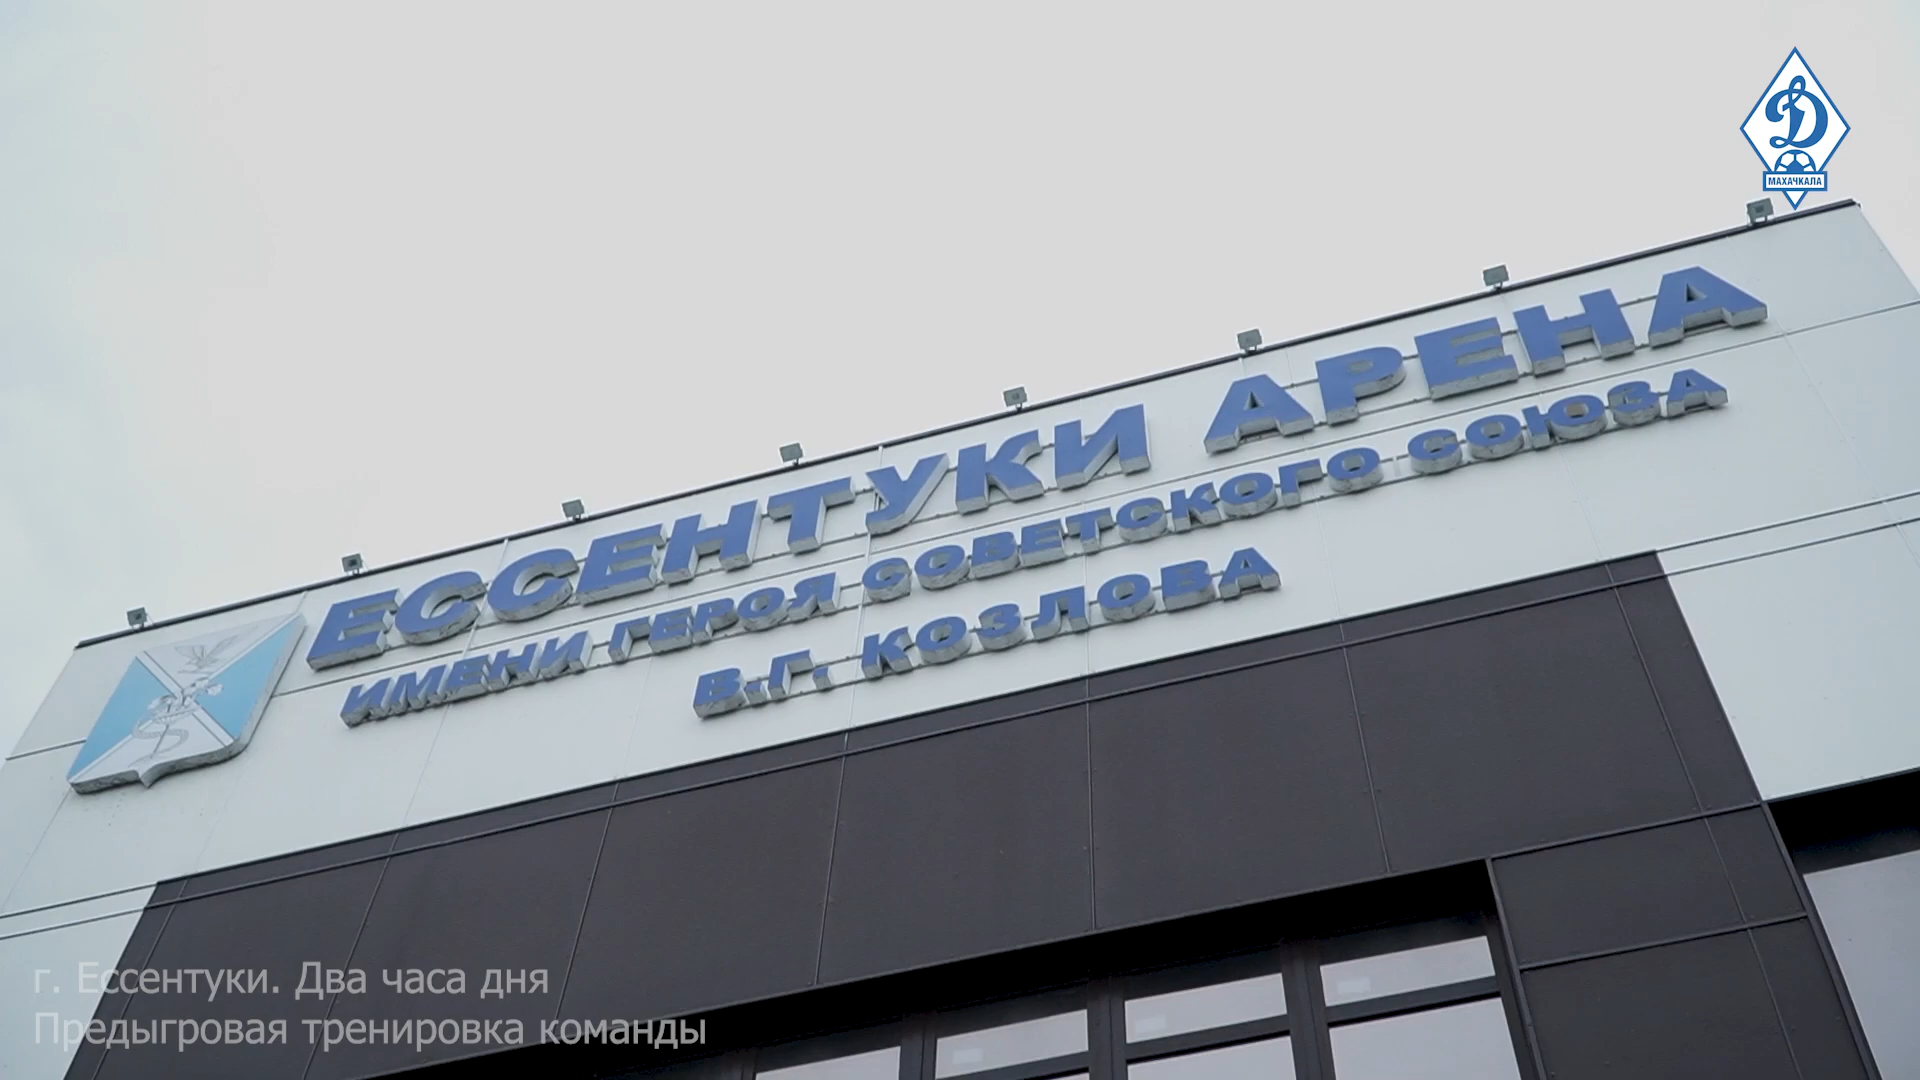 МАХАЧКАЛА
ЕССЕНТУКИ АРЕНА
ИМЕНИ ГЕРОЯ СОВЕТСКОГО СОЮЗА
В.Г. КОЗЛОВА
г. Ессентуки. Два часа дня
Предыгровая тренировка команды